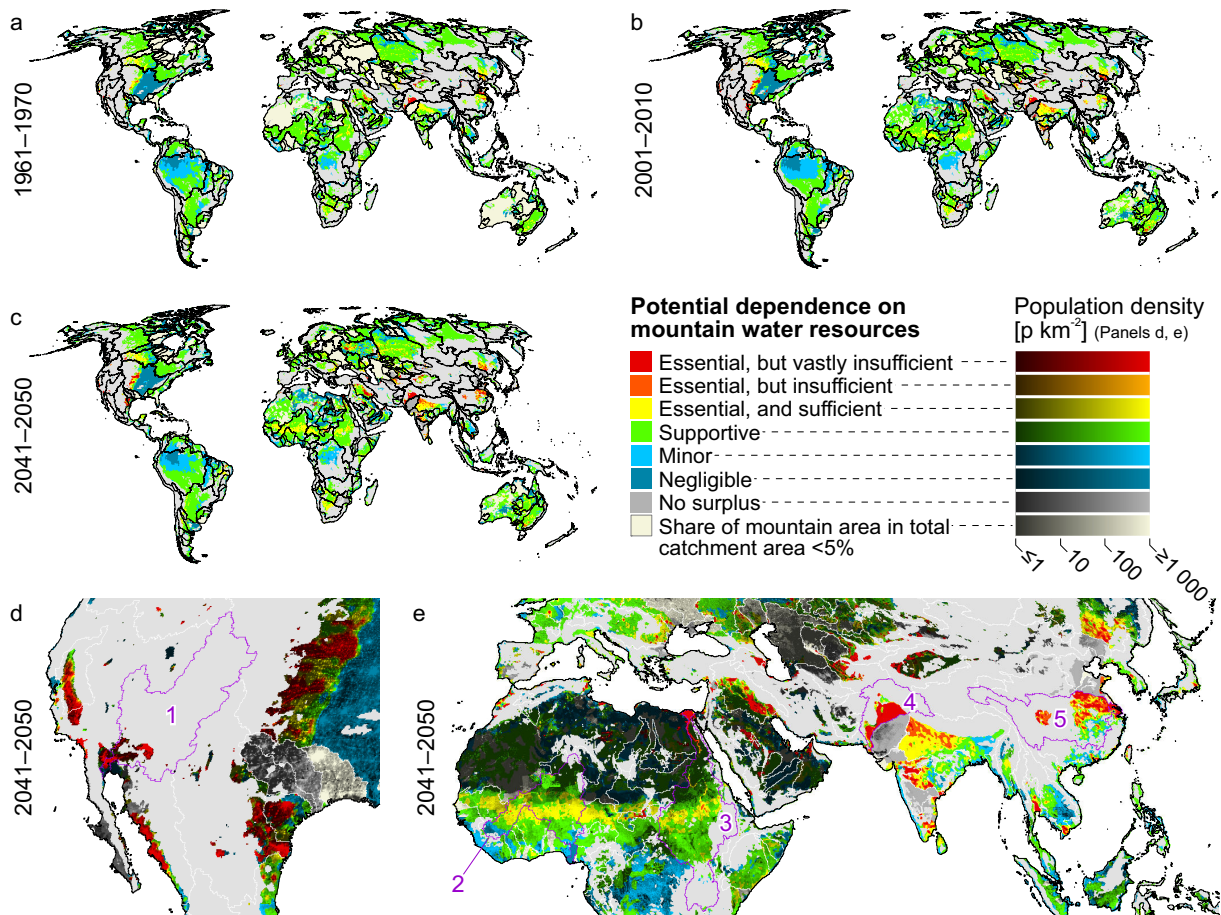 a
b
1961–1970
2001–2010
c
2041–2050
Potential dependence on
mountain water resources
Essential, but vastly insufficient
Essential, but insufficient
Essential, and sufficient
Supportive
Minor
Negligible
No surplus
Share of mountain area in total
catchment area <5%
Population density
[p km-2] (Panels d, e)
≤1
10
100
≥1 000
d
2041–2050
1
e
2041–2050
2
3
4
5